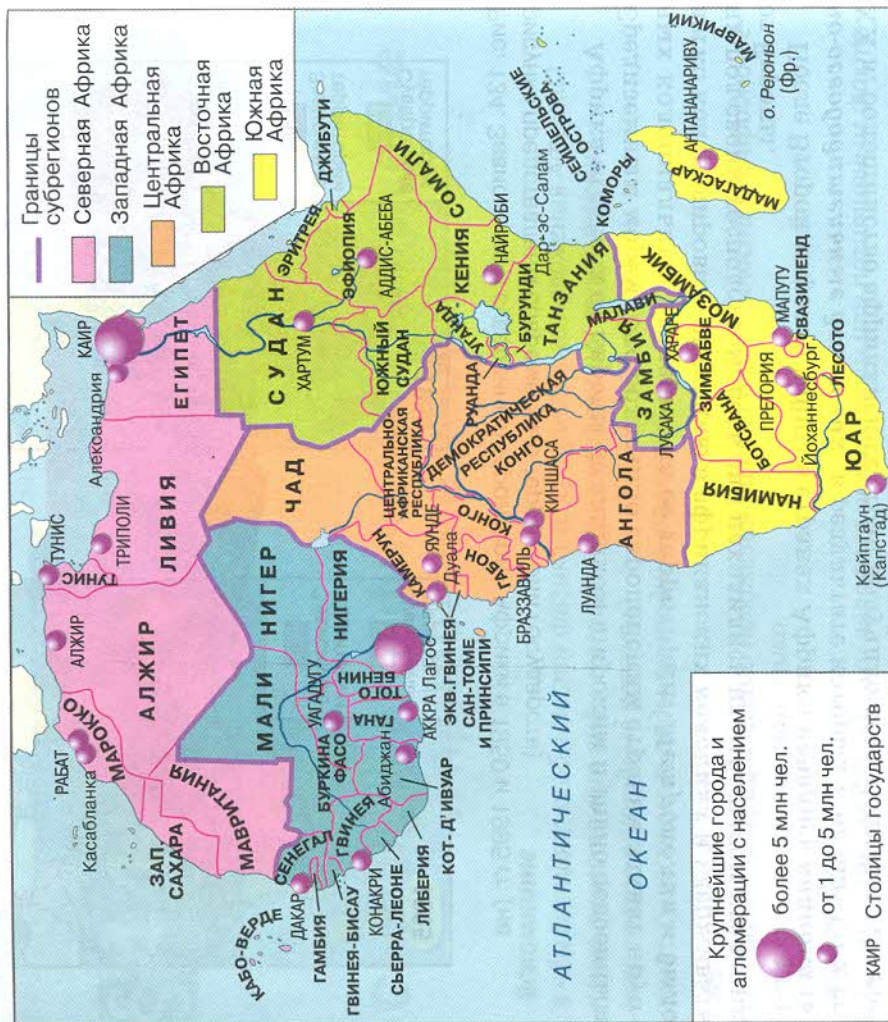 Границы
субрегионов
Северная Африка
Западная Африка
Центральная
Африка
Восточная
Африка
Южная
Африка
ТУНИС
АЛЖИР
РАБАТ
Касабланка
МАРОККО
ТУНИС
ТРИПОЛИ
Александрия
КАИР
ЗАП.
САХАРА
АЛЖИР
ЛИВИЯ
ЕГИПЕТ
МАВРИТАНИЯ
КАБО-ВЕРДЕ
МАЛИ
НИГЕР
ЧАД
СУДАН
ХАРТУМ
ЭРИТРЕЯ
ДЖИБУТИ
СЕНЕГАЛ
ДАКАР
ГАМБИЯ
ГВИНЕЯ-БИСАУ
ГВИНЕЯ
КОНАКРИ
СЬЕРРА-ЛЕОНЕ
ЛИБЕРИЯ
КОТ-Д'ИВУАР
БУРКИНА
ФАСО
УАГАДУГУ
Абиджан
ГАНА
ТОГО
БЕНИН
АККРА
Лагос
НИГЕРИЯ
ЭКВ. ГВИНЕЯ
САН-ТОМЕ
И ПРИНСИПИ
КАМЕРУН
ЯУНДЕ
Дуала
ЦЕНТРАЛЬНО-
АФРИКАНСКАЯ
РЕСПУБЛИКА
ЮЖНЫЙ
СУДАН
ЭФИОПИЯ
АДДИС-АБЕБА
СОМАЛИ
ГАБОН
КОНГО
БРАЗЗАВИЛЬ
КИНШАСА
ДЕМОКРАТИЧЕСКАЯ
РЕСПУБЛИКА
КОНГО
УГАНДА
РУАНДА
БУРУНДИ
КЕНИЯ
НАЙРОБИ
ТАНЗАНИЯ
Дар-эс-Салам
СЕЙШЕЛЬСКИЕ
ОСТРОВА
КОМОРЫ
ЛУАНДА
АНГОЛА
ЗАМБИЯ
ЛУСАКА
МАЛАВИ
МОЗАМБИК
ХАРАРЕ
ЗИМБАБВЕ
НАМИБИЯ
БОТСВАНА
ПРЕТОРИЯ
Йоханнесбург
МАПУТУ
СВАЗИЛЕНД
ЛЕСОТО
ЮАР
Кейптаун
(Капстад)
МАДАГАСКАР
АНТАНАНАРИВУ
МАВРИКИЙ
о. Реюньон
(Фр.)
АТЛАНТИЧЕСКИЙ
ОКЕАН
Крупнейшие города и
агломерации с населением
более 5 млн чел.
от 1 до 5 млн чел.
КАИР Столицы государств